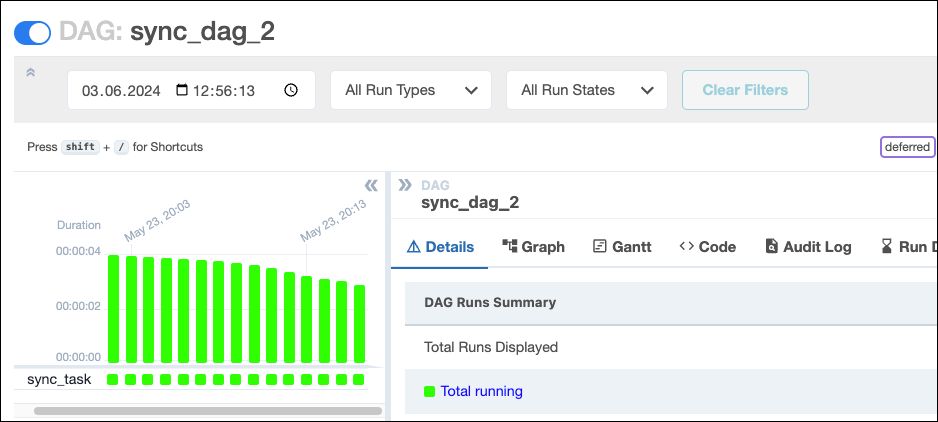 DAG: sync_dag_2
03.06.2024 12:56:13
All Run Types
All Run States
Clear Filters
Press shift + / for Shortcuts
deferred
DAG
sync_dag_2
Duration
May 23, 20:03
May 23, 20:13
00:00:04
00:00:02
00:00:00
sync_task
Details
Graph
Gantt
Code
Audit Log
Run D
DAG Runs Summary
Total Runs Displayed
Total running